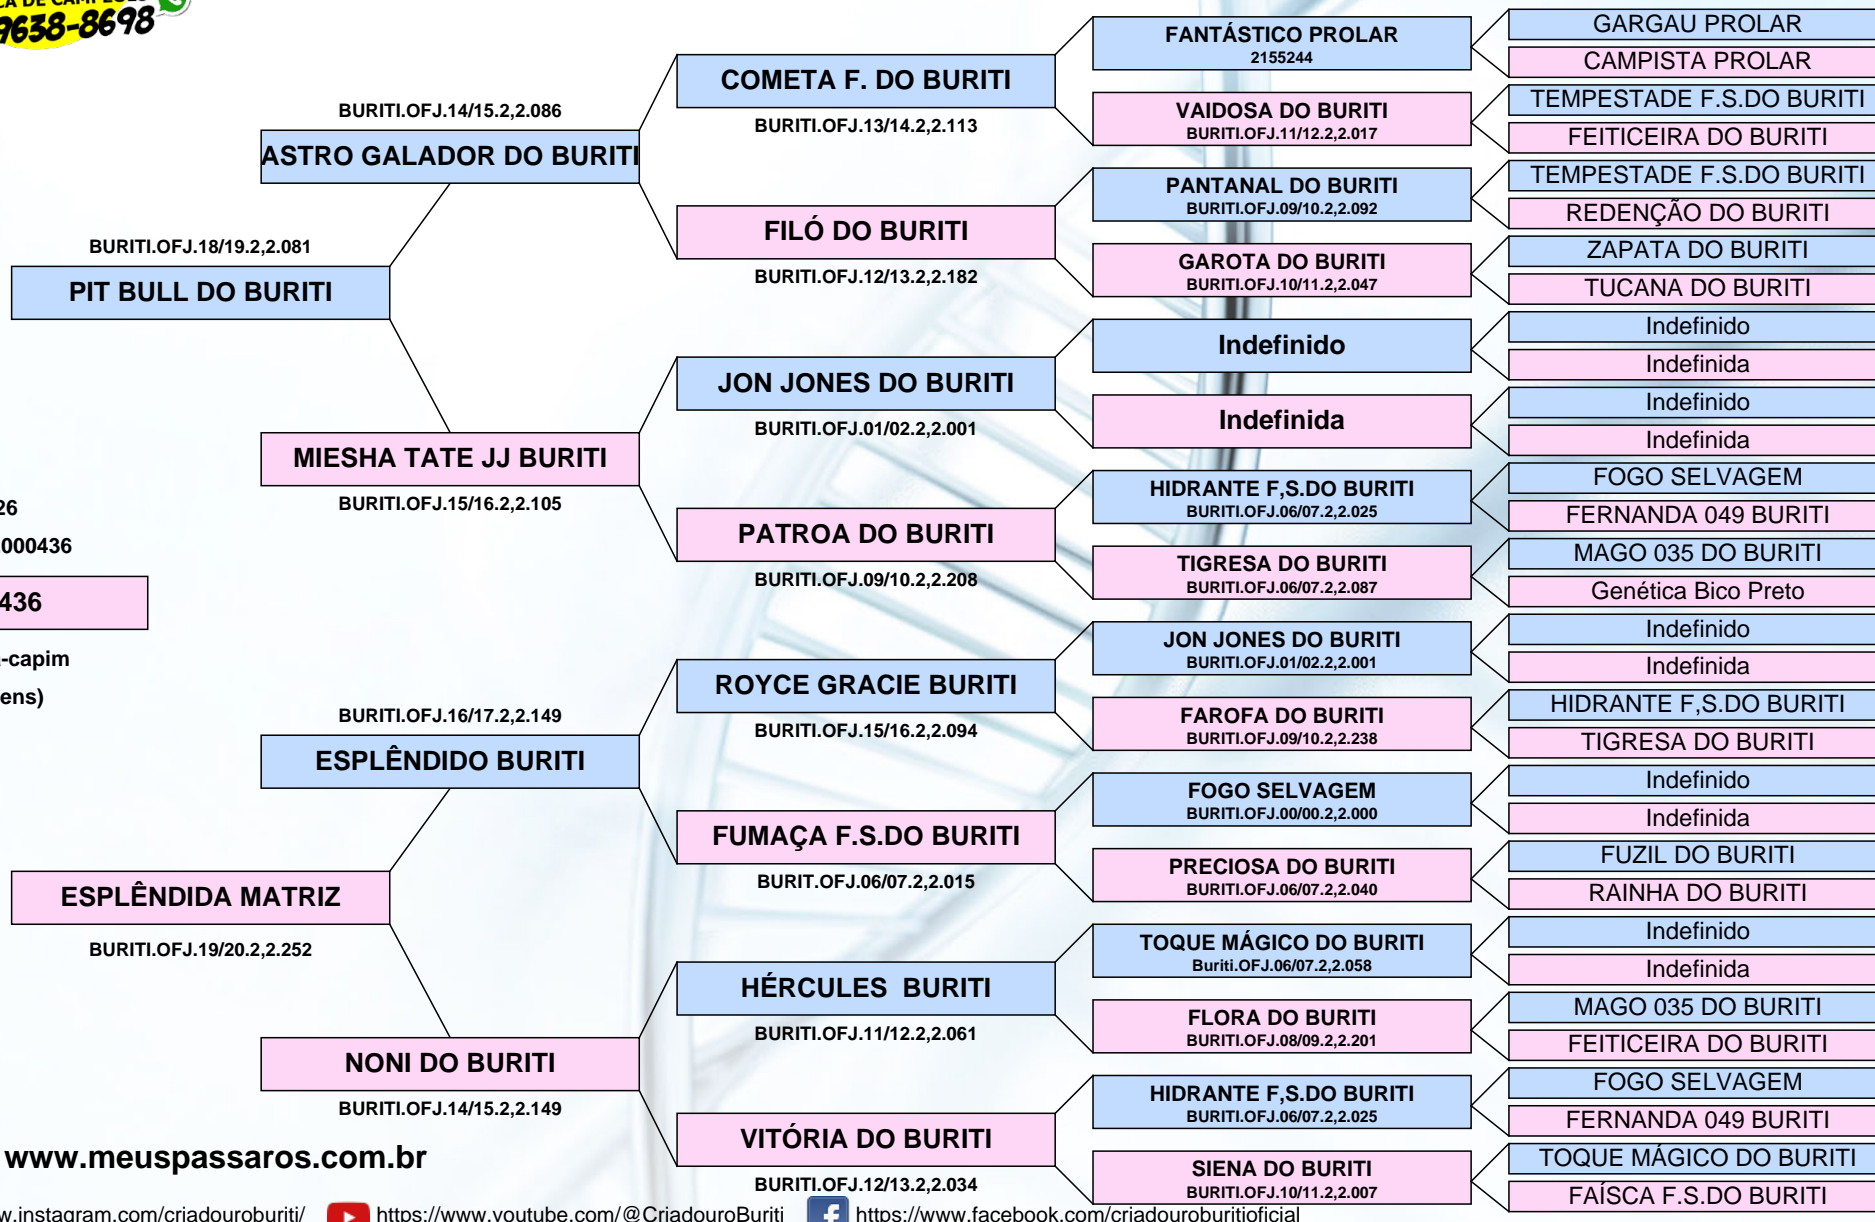 9638-8698
BURITI.OFJ.18/19.2,2.081
PIT BULL DO BURITI
26
000436
436
-capim
ens)
ESPLÊNDIDA MATRIZ
BURITI.OFJ.19/20.2,2.252
BURITI.OFJ.14/15.2,2.086
ASTRO GALADOR DO BURITI
MIESHA TATE JJ BURITI
BURITI.OFJ.15/16.2,2.105
BURITI.OFJ.16/17.2,2.149
ESPLÊNDIDO BURITI
NONI DO BURITI
BURITI.OFJ.14/15.2,2.149
COMETA F. DO BURITI
BURITI.OFJ.13/14.2,2.113
FILÓ DO BURITI
BURITI.OFJ.12/13.2,2.182
JON JONES DO BURITI
BURITI.OFJ.01/02.2,2.001
PATROA DO BURITI
BURITI.OFJ.09/10.2,2.208
ROYCE GRACIE BURITI
BURITI.OFJ.15/16.2,2.094
FUMAÇA F.S.DO BURITI
BURIT.OFJ.06/07.2,2.015
HÉRCULES  BURITI
BURITI.OFJ.11/12.2,2.061
VITÓRIA DO BURITI
BURITI.OFJ.12/13.2,2.034
FANTÁSTICO PROLAR
2155244
VAIDOSA DO BURITI
BURITI.OFJ.11/12.2,2.017
PANTANAL DO BURITI
BURITI.OFJ.09/10.2,2.092
GAROTA DO BURITI
BURITI.OFJ.10/11.2,2.047
Indefinido
Indefinida
HIDRANTE F,S.DO BURITI
BURITI.OFJ.06/07.2,2.025
TIGRESA DO BURITI
BURITI.OFJ.06/07.2,2.087
JON JONES DO BURITI
BURITI.OFJ.01/02.2,2.001
FAROFA DO BURITI
BURITI.OFJ.09/10.2,2.238
FOGO SELVAGEM
BURITI.OFJ.00/00.2,2.000
PRECIOSA DO BURITI
BURITI.OFJ.06/07.2,2.040
TOQUE MÁGICO DO BURITI
Buriti.OFJ.06/07.2,2.058
FLORA DO BURITI
BURITI.OFJ.08/09.2,2.201
HIDRANTE F,S.DO BURITI
BURITI.OFJ.06/07.2,2.025
SIENA DO BURITI
BURITI.OFJ.10/11.2,2.007
GARGAU PROLAR
CAMPISTA PROLAR
TEMPESTADE F.S.DO BURITI
FEITICEIRA DO BURITI
TEMPESTADE F.S.DO BURITI
REDENÇÃO DO BURITI
ZAPATA DO BURITI
TUCANA DO BURITI
Indefinido
Indefinida
Indefinido
Indefinida
FOGO SELVAGEM
FERNANDA 049 BURITI
MAGO 035 DO BURITI
Genética Bico Preto
Indefinido
Indefinida
HIDRANTE F,S.DO BURITI
TIGRESA DO BURITI
Indefinido
Indefinida
FUZIL DO BURITI
RAINHA DO BURITI
Indefinido
Indefinida
MAGO 035 DO BURITI
FEITICEIRA DO BURITI
FOGO SELVAGEM
FERNANDA 049 BURITI
TOQUE MÁGICO DO BURITI
FAÍSCA F.S.DO BURITI
www.meuspassaros.com.br
w.instagram.com/criadouroburiti/
https://www.youtube.com/@CriadouroBuriti
https://www.facebook.com/criadouroburitioficial